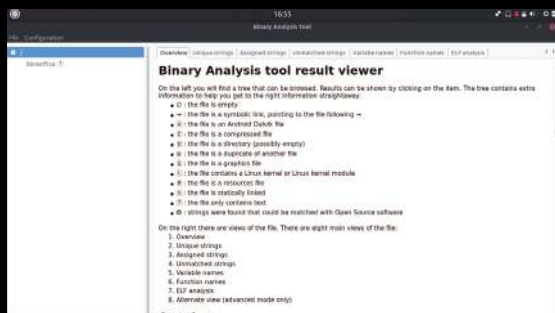 16:55
Binary Analysis Tool
File Configuration
/
Overview Unique strings Assigned strings Unmatched strings Variable names Function names ELF analysis
Binary Analysis tool result viewer
On the left you will find a tree that can be browsed. Results can be shown by clicking on the item. The tree contains extra
information to help you get to the right information straightaway:
: the file is empty
→ : the file is a symbolic link, pointing to the file following →
: the file is an Android Dalvik file
: the file is a compressed file
: the file is a directory (possibly empty)
: the file is a duplicate of another file
: the file is a graphics file
: the file contains a Linux kernel or Linux kernel module
: the file is a resources file
: the file is statically linked
: the file only contains text
: strings were found that could be matched with Open Source software
On the right there are views of the file. There are eight main views of the file:
1. Overview
2. Unique strings
3. Assigned strings
4. Unmatched strings
5. Variable names
6. Function names
7. ELF analysis
8. Alternate view (advanced mode only)